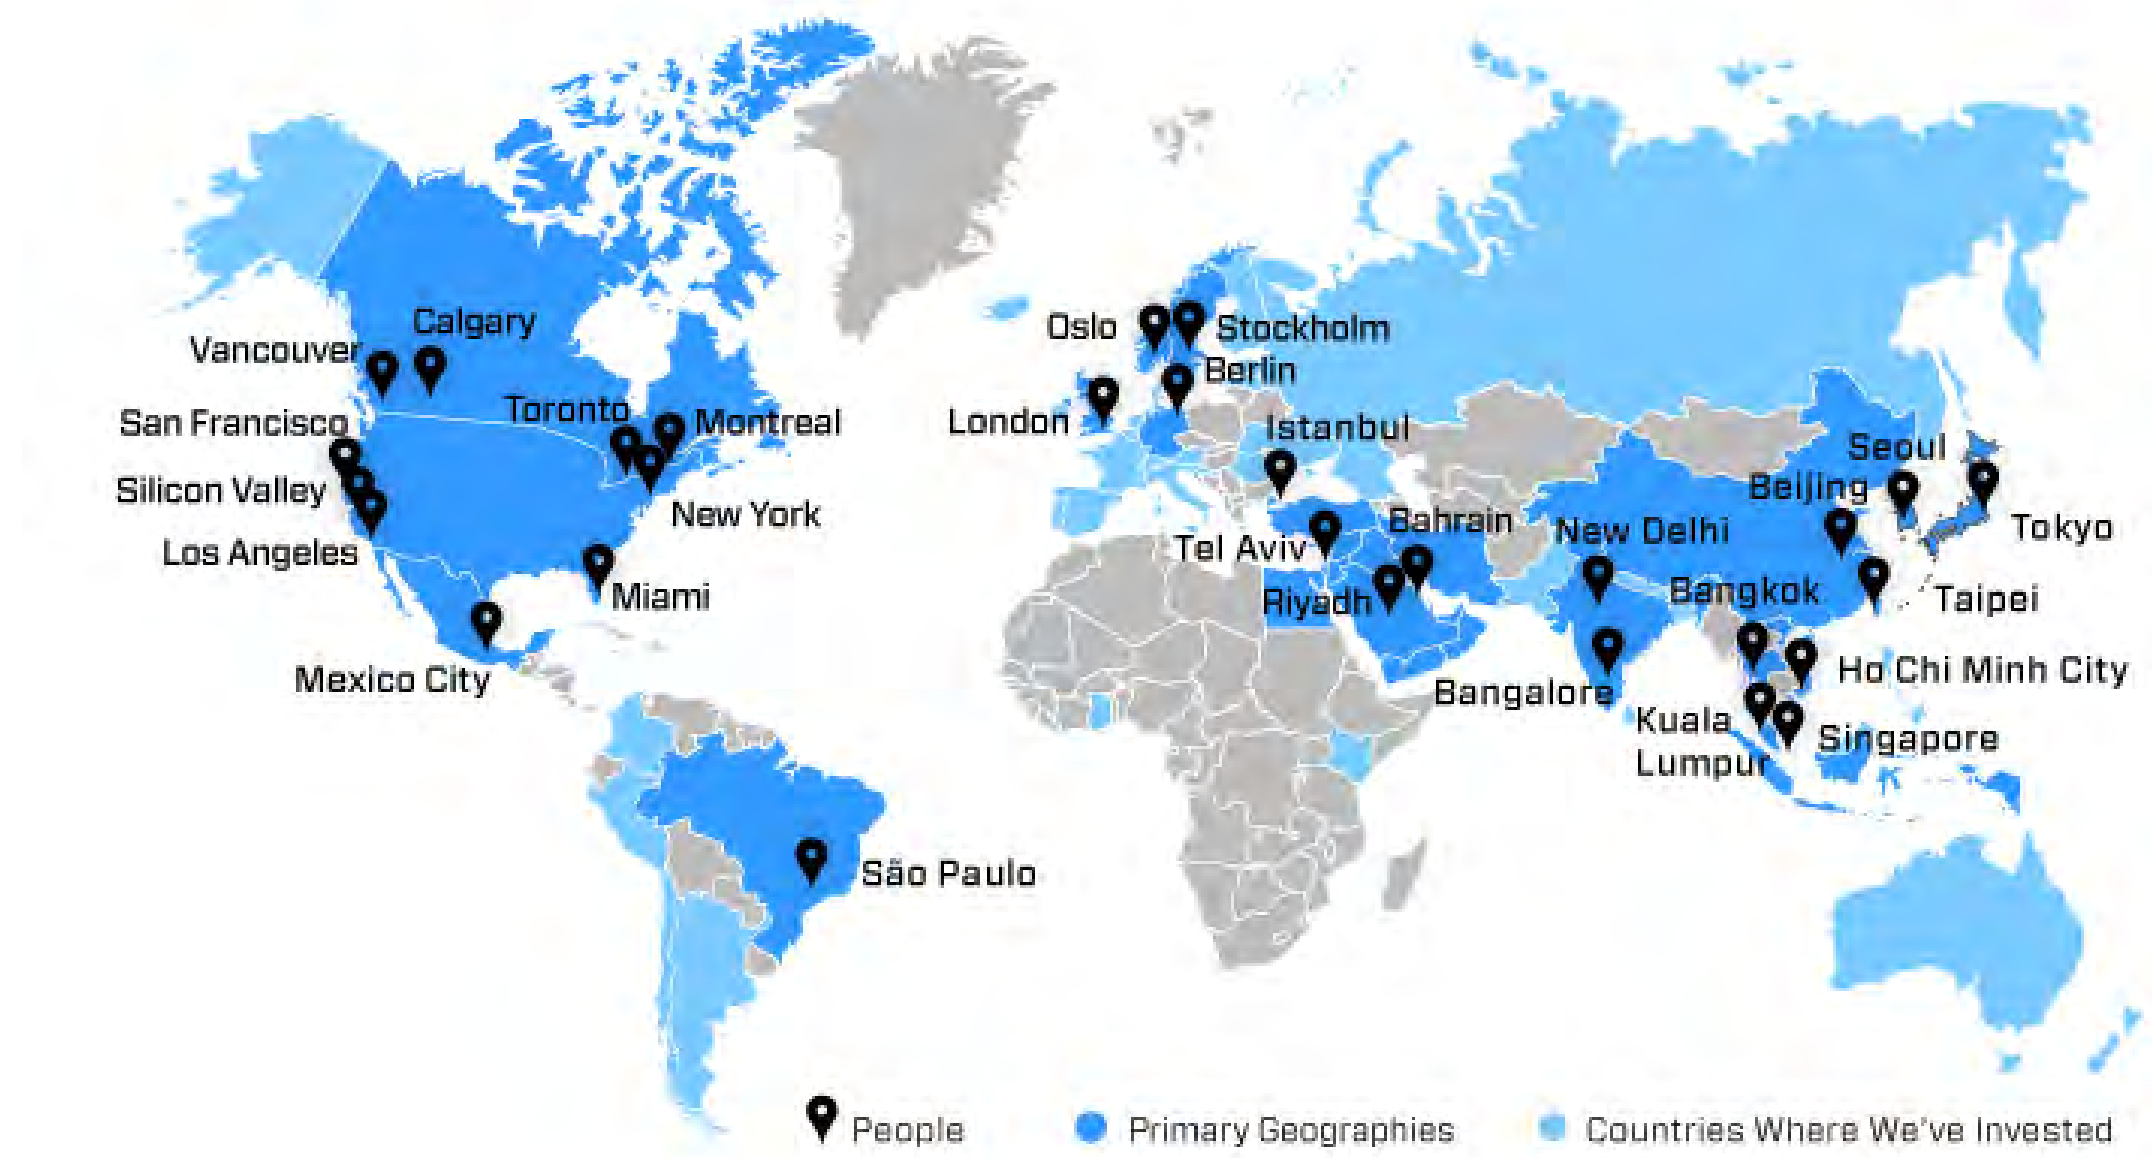 Calgary
Vancouver
Oslo
Stockholm
Berlin
Toronto
Montreal
London
San Francisco
Istanbul
Seoul
Silicon Valley
Beijing
New York
Bahrain
New Delhi
Tokyo
Los Angeles
Tel Aviv
Miami
Riyadh
Bangkok
Taipei
Mexico City
Ho Chi Minh City
Bangalore
Kuala
Lumpur
Singapore
São Paulo
People
Primary Geographies
Countries Where We've Invested